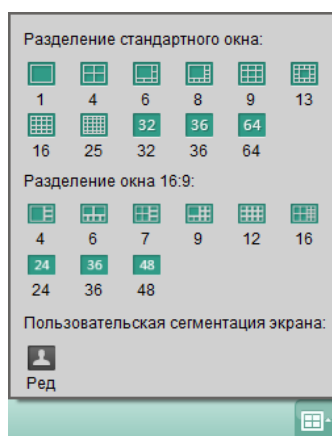 Разделение стандартного окна:
1 4 6 8 9 13
32 36 64
16 25 32 36 64
Разделение окна 16:9:
4 6 7 9 12 16
24 36 48
24 36 48
Пользовательская сегментация экрана:
Ред